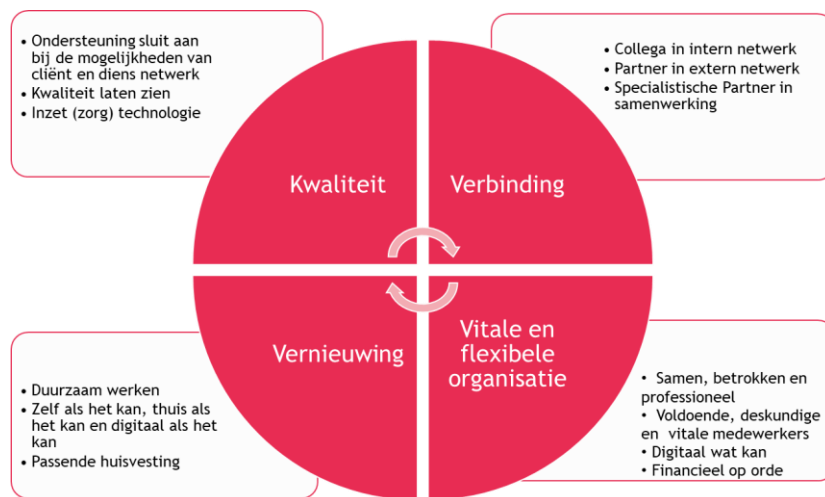 • Ondersteuning sluit aan
bij de mogelijkheden van
cliënt en diens netwerk
• Kwaliteit laten zien
• Inzet (zorg) technologie
• Collega in intern netwerk
• Partner in extern netwerk
• Specialistische Partner in
samenwerking
Kwaliteit
Verbinding
Vernieuwing
Vitale en
flexibele
organisatie
• Duurzaam werken
• Zelf als het kan, thuis als
het kan en digitaal als het
kan
• Passende huisvesting
• Samen, betrokken en
professioneel
• Voldoende, deskundige
en vitale medewerkers
• Digitaal wat kan
• Financieel op orde